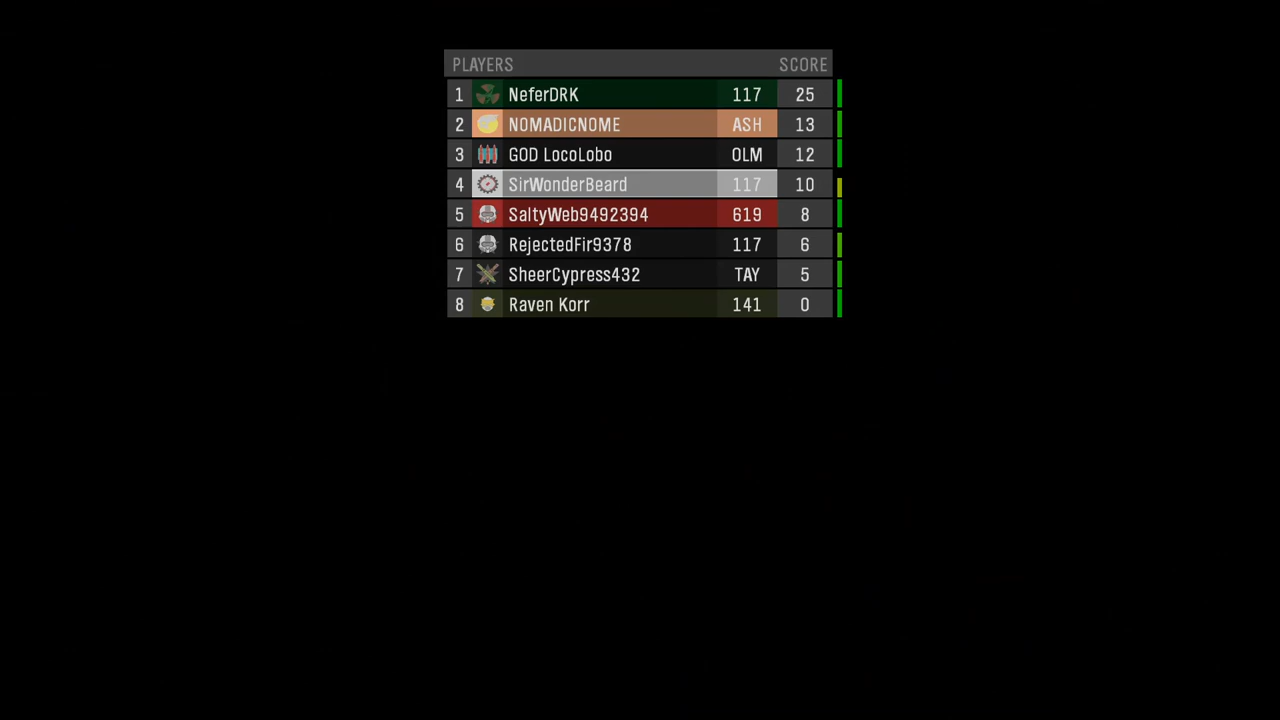 PLAYERS SCORE
1 NeferDRK 117 25
2 NOMADICNOME ASH 13
3 GOD LocoLobo OLM 12
4 SirWonderBeard 117 10
5 SaltyWeb9492394 619 8
6 RejectedFir9378 117 6
7 SheerCypress432 TAY 5
8 Raven Korr 141 0